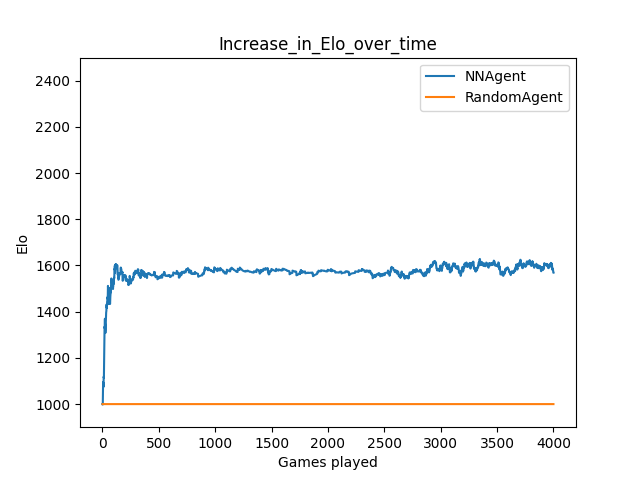 Increase_in_Elo_over_time
NNAgent
RandomAgent
2400
2200
2000
1800
1600
1400
1200
1000
Elo
0 500 1000 1500 2000 2500 3000 3500 4000
Games played